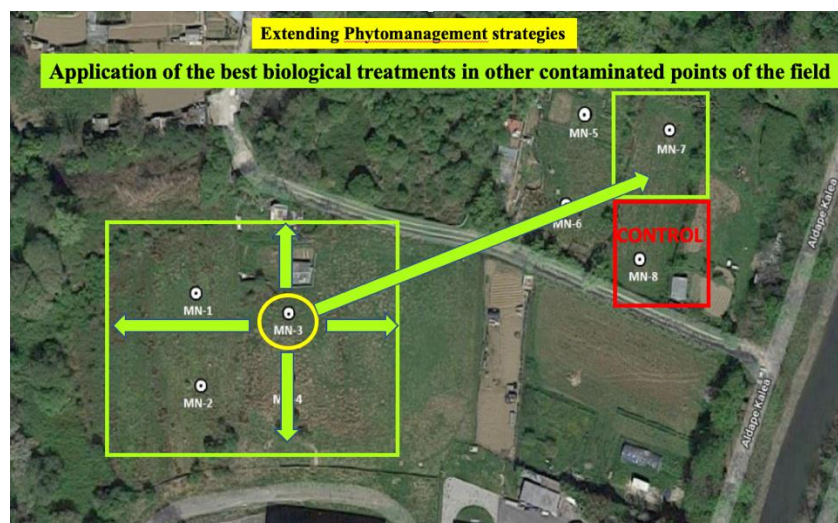 Extending Phytomanagement strategies
Application of the best biological treatments in other contaminated points of the field
MN-5
MN-7
MN-6
CONTROL
MN-8
MN-1
MN-3
MN-2
Aldape Kalea
Aldape Kalea